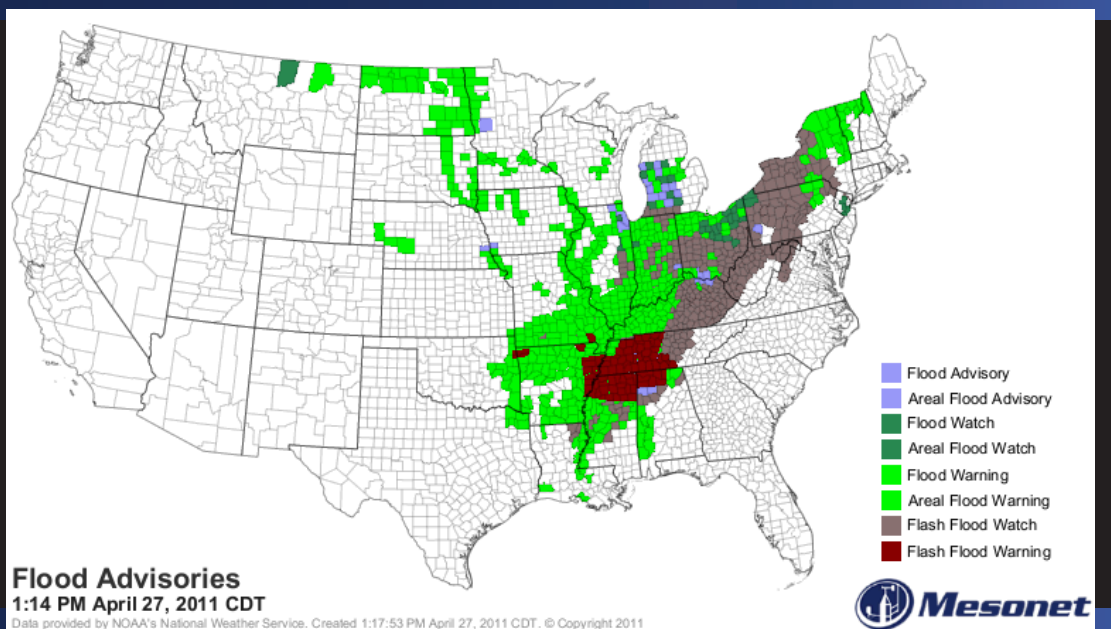 Flood Advisory
Areal Flood Advisory
Flood Watch
Areal Flood Watch
Flood Warning
Areal Flood Warning
Flash Flood Watch
Flash Flood Warning
Flood Advisories
1:14 PM April 27, 2011 CDT
Data provided by NOAA's National Weather Service. Created 1:17:53 PM April 27, 2011 CDT. © Copyright 2011
Mesonet